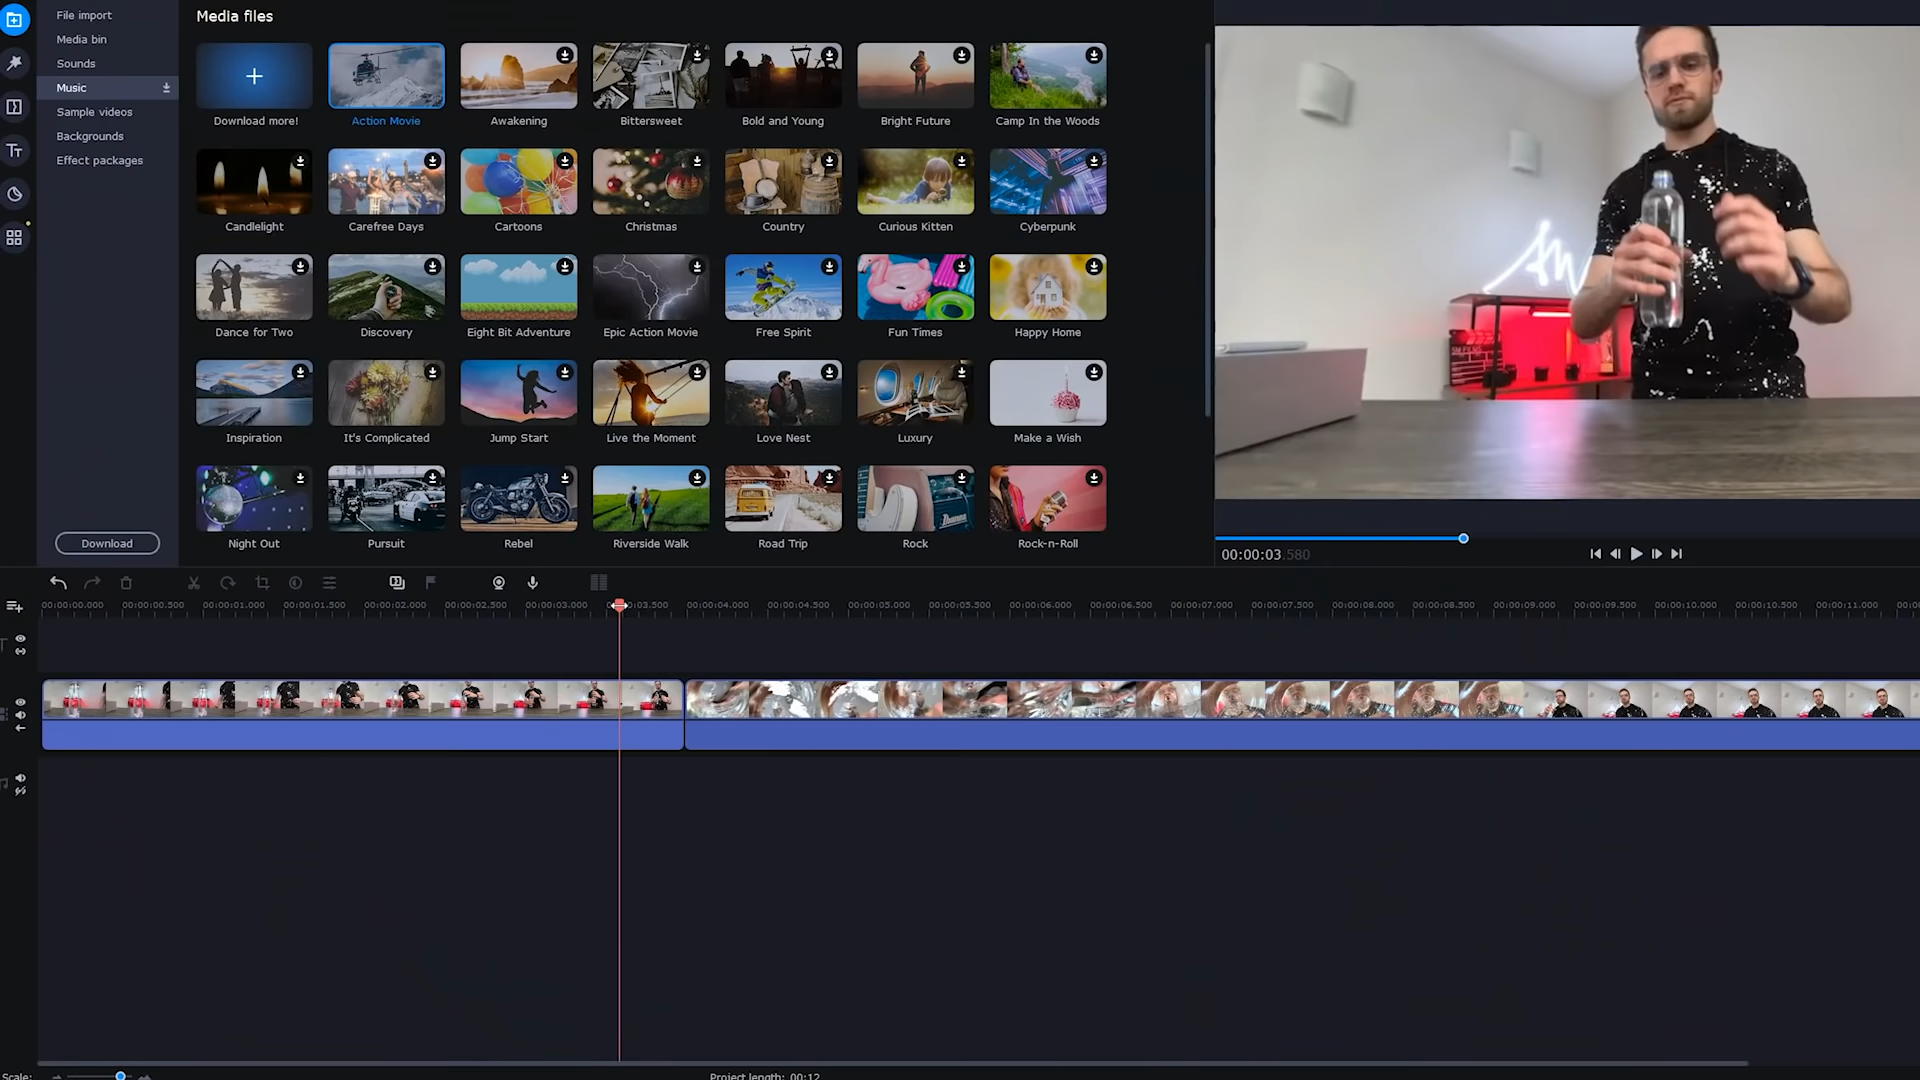 File import
Media bin
Sounds
Music
Sample videos
Backgrounds
Effect packages
Download
Media files
Download more!
Action Movie
Awakening
Bittersweet
Bold and Young
Bright Future
Camp In the Woods
Candlelight
Carefree Days
Cartoons
Christmas
Country
Curious Kitten
Cyberpunk
Dance for Two
Discovery
Eight Bit Adventure
Epic Action Movie
Free Spirit
Fun Times
Happy Home
Inspiration
It's Complicated
Jump Start
Live the Moment
Love Nest
Luxury
Make a Wish
Night Out
Pursuit
Rebel
Riverside Walk
Road Trip
Rock
Rock-n-Roll
00:00:03.580
00:00:00.000 00:00:00.500 00:00:01.000 00:00:01.500 00:00:02.000 00:00:02.500 00:00:03.000 03.500 00:00:04.000 00:00:04.500 00:00:05.000 00:00:05.500 00:00:06.000 00:00:06.500 00:00:07.000 00:00:07.500 00:00:08.000 00:00:08.500 00:00:09.000 00:00:09.500 00:00:10.000 00:00:10.500 00:00:11.000
Scale:
Project length: 00:12